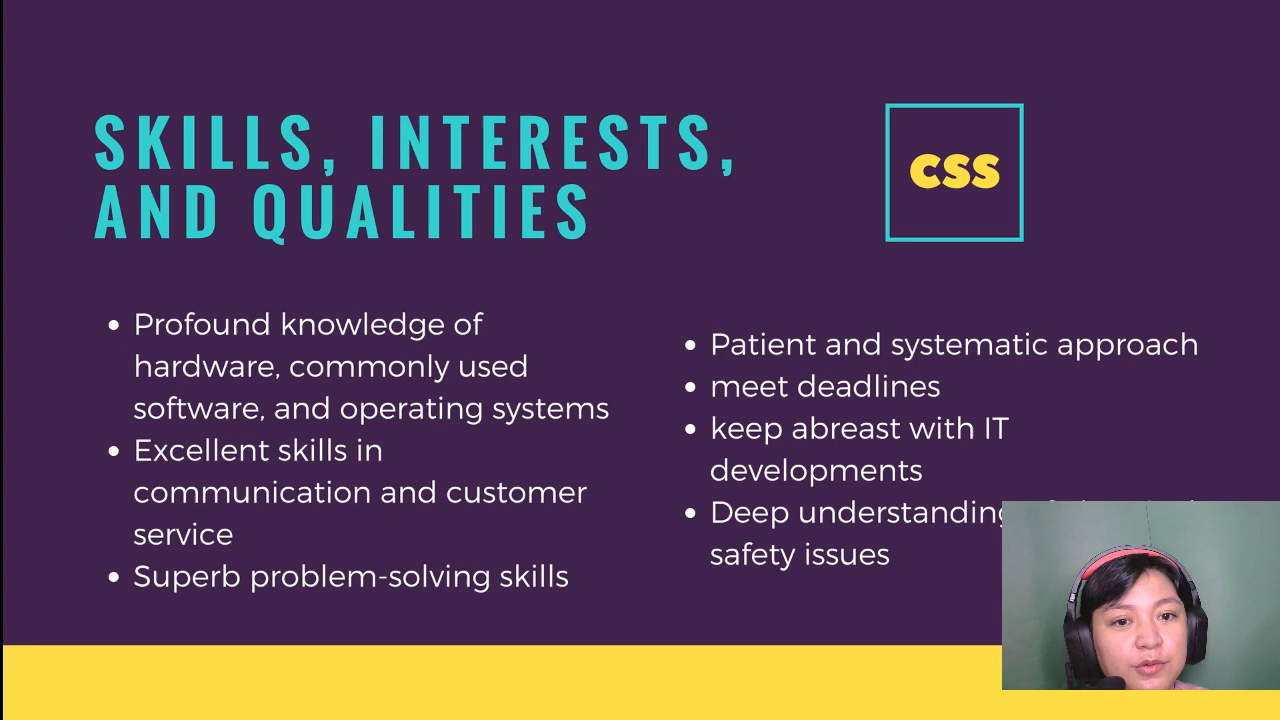 SKILLS, INTERESTS,
AND QUALITIES
CSS
• Profound knowledge of
hardware, commonly used
software, and operating systems
• Excellent skills in
communication and customer
service
• Superb problem-solving skills
• Patient and systematic approach
• meet deadlines
• keep abreast with IT
developments
• Deep understanding
safety issues